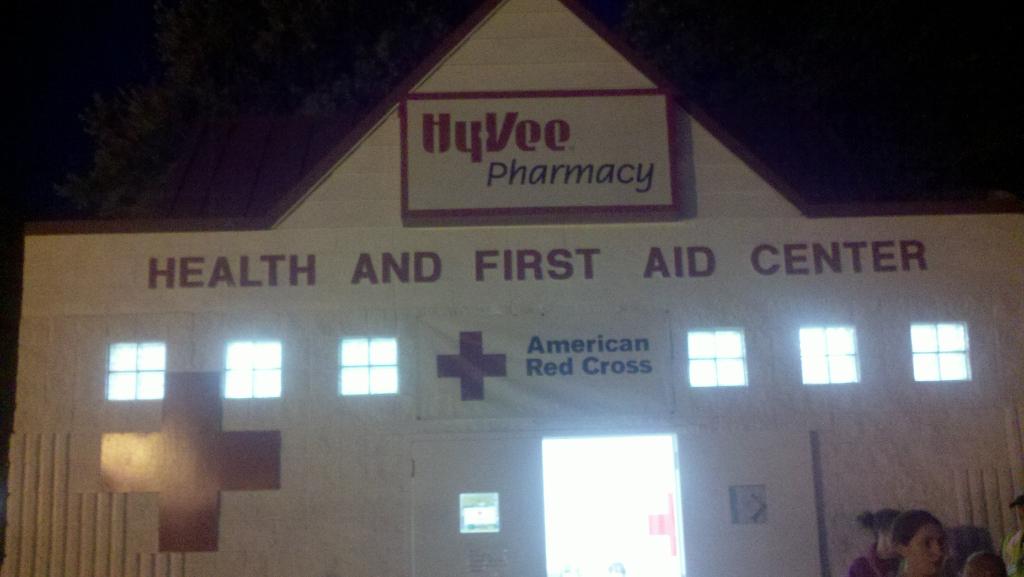 HyVee
Pharmacy
HEALTH AND FIRST AID CENTER
American
Red Cross